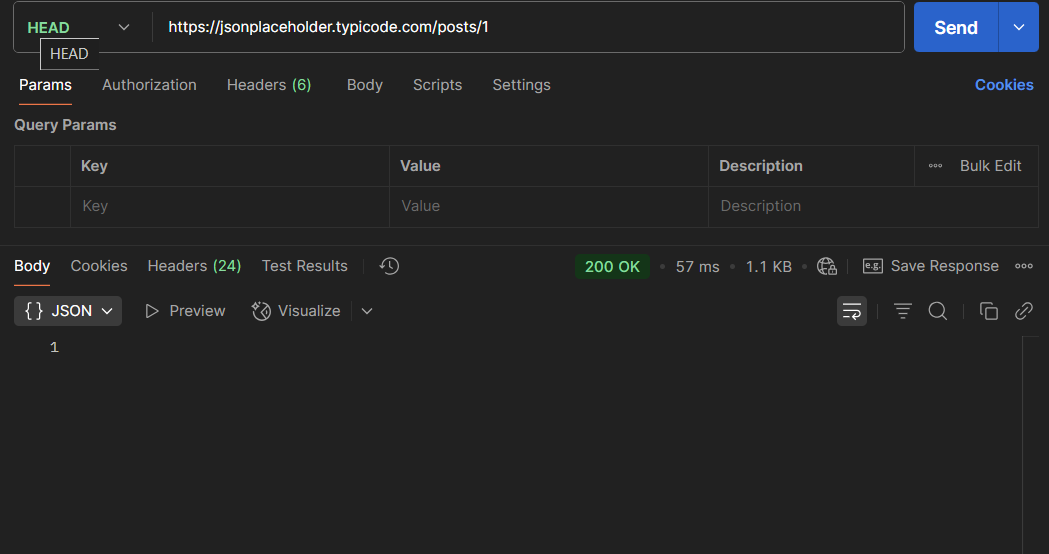 HEAD https://jsonplaceholder.typicode.com/posts/1 Send
HEAD
Params Authorization Headers (6) Body Scripts Settings Cookies
Query Params
Key Value Description Bulk Edit
Key Value Description
Body Cookies Headers (24) Test Results 200 OK • 57 ms • 1.1 KB • e.g. Save Response
{} JSON Preview Visualize
1